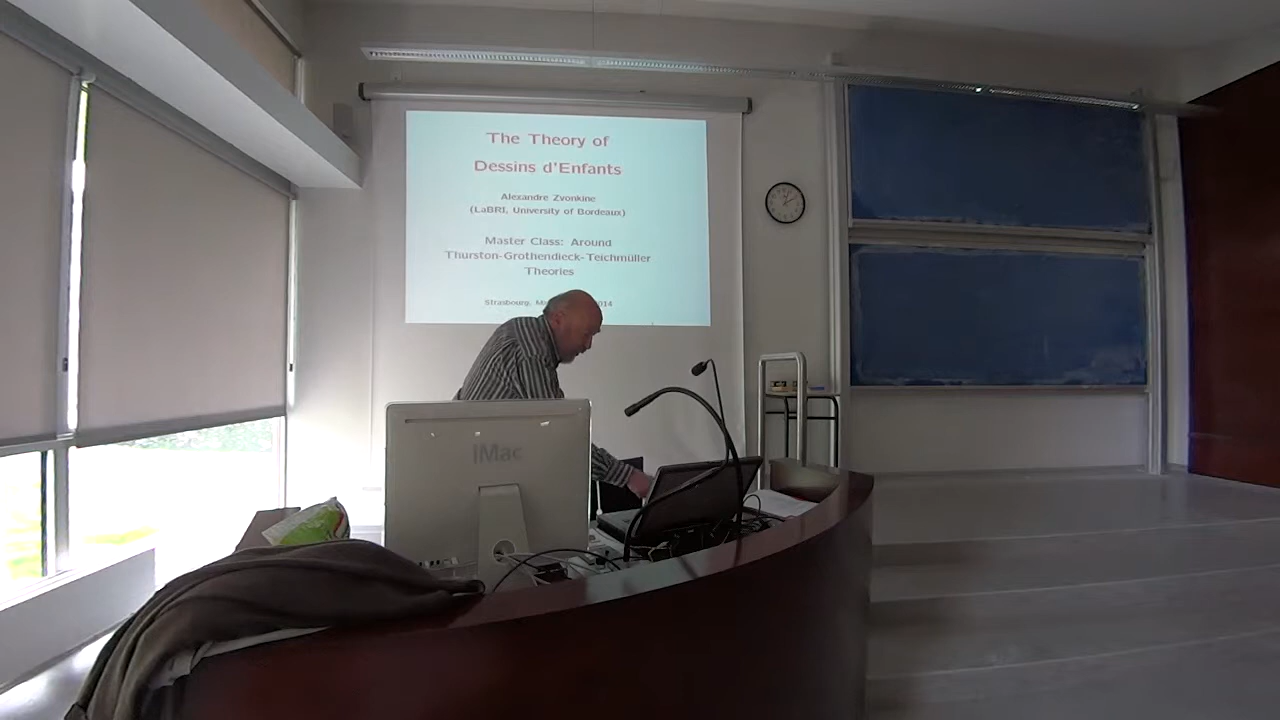 The Theory of
Dessins d'Enfants
Alexandre Zvonkine
(LaBRI, University of Bordeaux)
Master Class: Around
Thurston-Grothendieck-Teichmüller
Theories
Strasbourg,
iMac